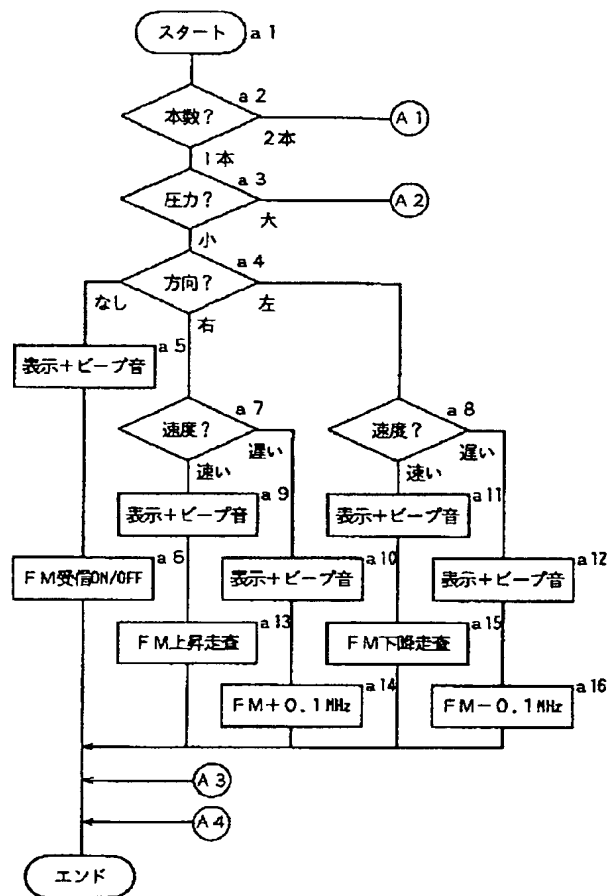 スタート a1
a2
本数?
2本
A1
1本
a3
圧力?
大
A2
小
a4
方向?
なし
右
左
a5
表示+ビープ音
a7
速度?
遅い
速い
a8
速度?
遅い
速い
a9
表示+ビープ音
a11
表示+ビープ音
a6
FM受信ON/OFF
a10
表示+ビープ音
a12
表示+ビープ音
a13
FM上昇走査
a15
FM下降走査
a14
FM+0.1MHz
a16
FM-0.1MHz
A3
A4
エンド